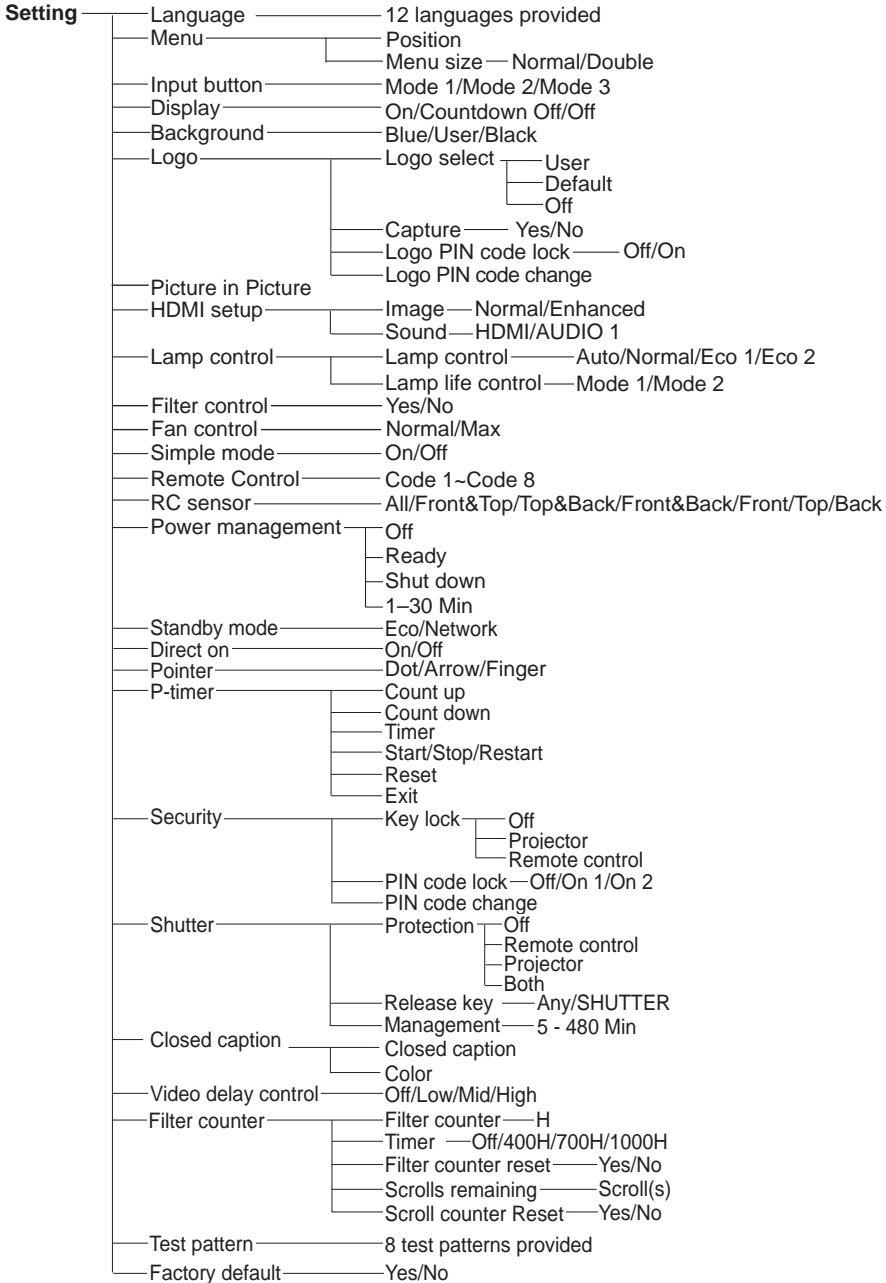 Setting Language 12 languages provided
Menu Position
Menu size Normal/Double
Input button Mode 1/Mode 2/Mode 3
Display On/Countdown Off/Off
Background Blue/User/Black
Logo Logo select User
Default
Off
Capture Yes/No
Logo PIN code lock Off/On
Logo PIN code change
Picture in Picture
HDMI setup Image Normal/Enhanced
Sound HDMI/AUDIO 1
Lamp control Lamp control Auto/Normal/Eco 1/Eco 2
Lamp life control Mode 1/Mode 2
Filter control Yes/No
Fan control Normal/Max
Simple mode On/Off
Remote Control Code 1~Code 8
RC sensor All/Front&Top/Top&Back/Front&Back/Front/Top/Back
Power management Off
Ready
Shut down
1–30 Min
Standby mode Eco/Network
Direct on On/Off
Pointer Dot/Arrow/Finger
P-timer Count up
Count down
Timer
Start/Stop/Restart
Reset
Exit
Security Key lock Off
Projector
Remote control
PIN code lock Off/On 1/On 2
PIN code change
Shutter Protection Off
Remote control
Projector
Both
Release key Any/SHUTTER
Management 5 - 480 Min
Closed caption Closed caption
Color
Video delay control Off/Low/Mid/High
Filter counter Filter counter H
Timer Off/400H/700H/1000H
Filter counter reset Yes/No
Scrolls remaining Scroll(s)
Scroll counter Reset Yes/No
Test pattern 8 test patterns provided
Factory default Yes/No